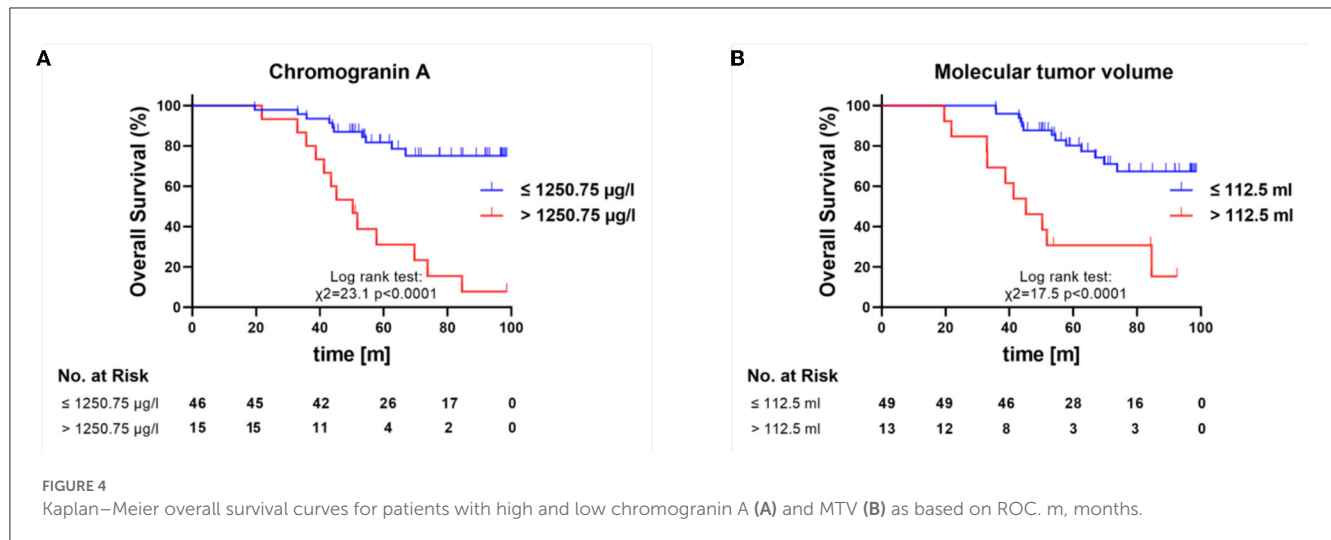 A
Chromogranin A
Overall Survival (%)
100
80
60
40
20
0
≤ 1250.75 µg/l
> 1250.75 µg/l
Log rank test:
χ2=23.1 p<0.0001
0 20 40 60 80 100
time [m]
No. at Risk
≤ 1250.75 µg/l 46 45 42 26 17 0
> 1250.75 µg/l 15 15 11 4 2 0
B
Molecular tumor volume
Overall Survival (%)
100
80
60
40
20
0
≤ 112.5 ml
> 112.5 ml
Log rank test:
χ2=17.5 p<0.0001
0 20 40 60 80 100
time [m]
No. at Risk
≤ 112.5 ml 49 49 46 28 16 0
> 112.5 ml 13 12 8 3 3 0
FIGURE 4
Kaplan–Meier overall survival curves for patients with high and low chromogranin A (A) and MTV (B) as based on ROC. m, months.